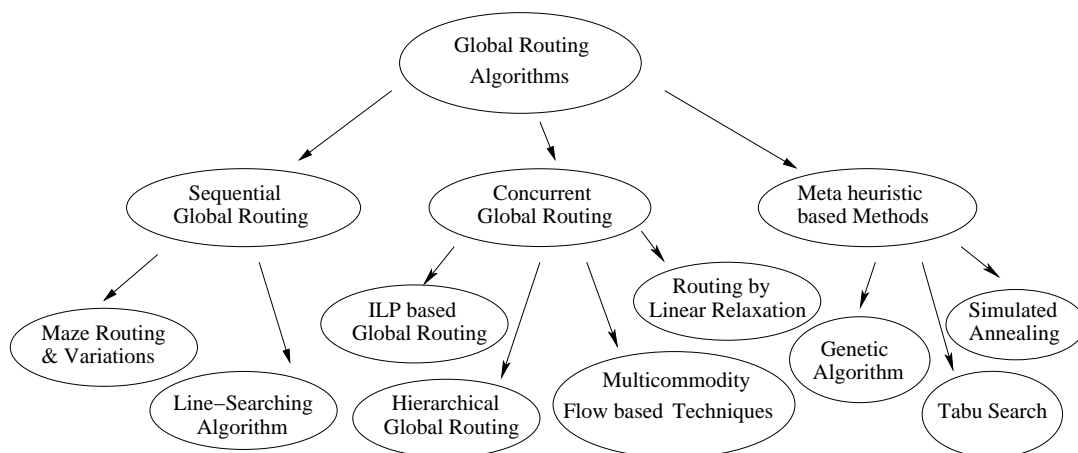 Global Routing
Algorithms
Sequential
Global Routing
Concurrent
Global Routing
Meta heuristic
based Methods
Maze Routing
& Variations
Line−Searching
Algorithm
ILP based
Global Routing
Hierarchical
Global Routing
Multicommodity
Flow based Techniques
Routing by
Linear Relaxation
Genetic
Algorithm
Tabu Search
Simulated
Annealing